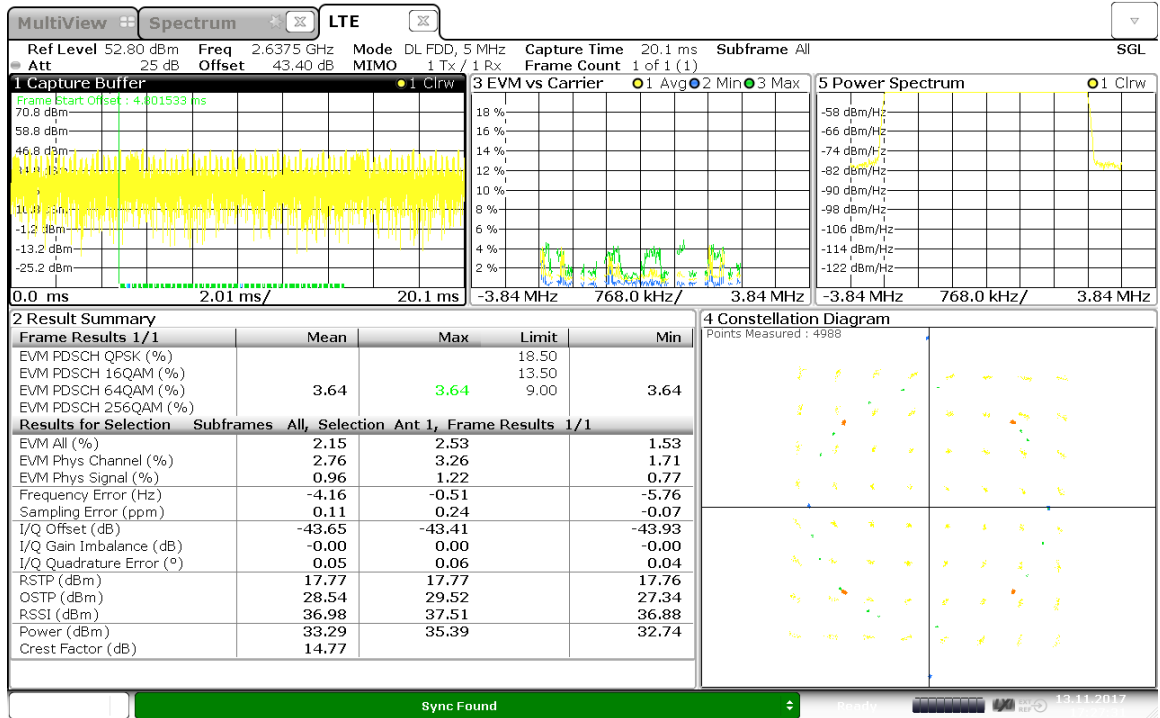 MultiView Spectrum LTE
Ref Level 52.80 dBm Freq 2.6375 GHz Mode DL FDD, 5 MHz Capture Time 20.1 ms Subframe All SGL
Att 25 dB Offset 43.40 dB MIMO 1 Tx / 1 Rx Frame Count 1 of 1 (1)
1 Capture Buffer 1 Clrw
Frame Start Offset : 4.801533 ms
70.8 dBm
58.8 dBm
46.8 dBm
-1.2 dBm
-13.2 dBm
-25.2 dBm
0.0 ms 2.01 ms/ 20.1 ms
3 EVM vs Carrier 1 Avg 2 Min 3 Max
18 %
16 %
14 %
12 %
10 %
8 %
6 %
4 %
2 %
-3.84 MHz 768.0 kHz/ 3.84 MHz
5 Power Spectrum 1 Clrw
-58 dBm/Hz
-66 dBm/Hz
-74 dBm/Hz
-82 dBm/Hz
-90 dBm/Hz
-98 dBm/Hz
-106 dBm/Hz
-114 dBm/Hz
-122 dBm/Hz
-3.84 MHz 768.0 kHz/ 3.84 MHz
2 Result Summary
Frame Results 1/1 Mean Max Limit Min
EVM PDSCH QPSK (%) 18.50
EVM PDSCH 16QAM (%) 13.50
EVM PDSCH 64QAM (%) 3.64 3.64 9.00 3.64
EVM PDSCH 256QAM (%)
Results for Selection Subframes All, Selection Ant 1, Frame Results 1/1
EVM All (%) 2.15 2.53 1.53
EVM Phys Channel (%) 2.76 3.26 1.71
EVM Phys Signal (%) 0.96 1.22 0.77
Frequency Error (Hz) -4.16 -0.51 -5.76
Sampling Error (ppm) 0.11 0.24 -0.07
I/Q Offset (dB) -43.65 -43.41 -43.93
I/Q Gain Imbalance (dB) -0.00 0.00 -0.00
I/Q Quadrature Error (º) 0.05 0.06 0.04
RSTP (dBm) 17.77 17.77 17.76
OSTP (dBm) 28.54 29.52 27.34
RSSI (dBm) 36.98 37.51 36.88
Power (dBm) 33.29 35.39 32.74
Crest Factor (dB) 14.77
4 Constellation Diagram
Points Measured : 4988
Sync Found Ready LXI 13.11.2017